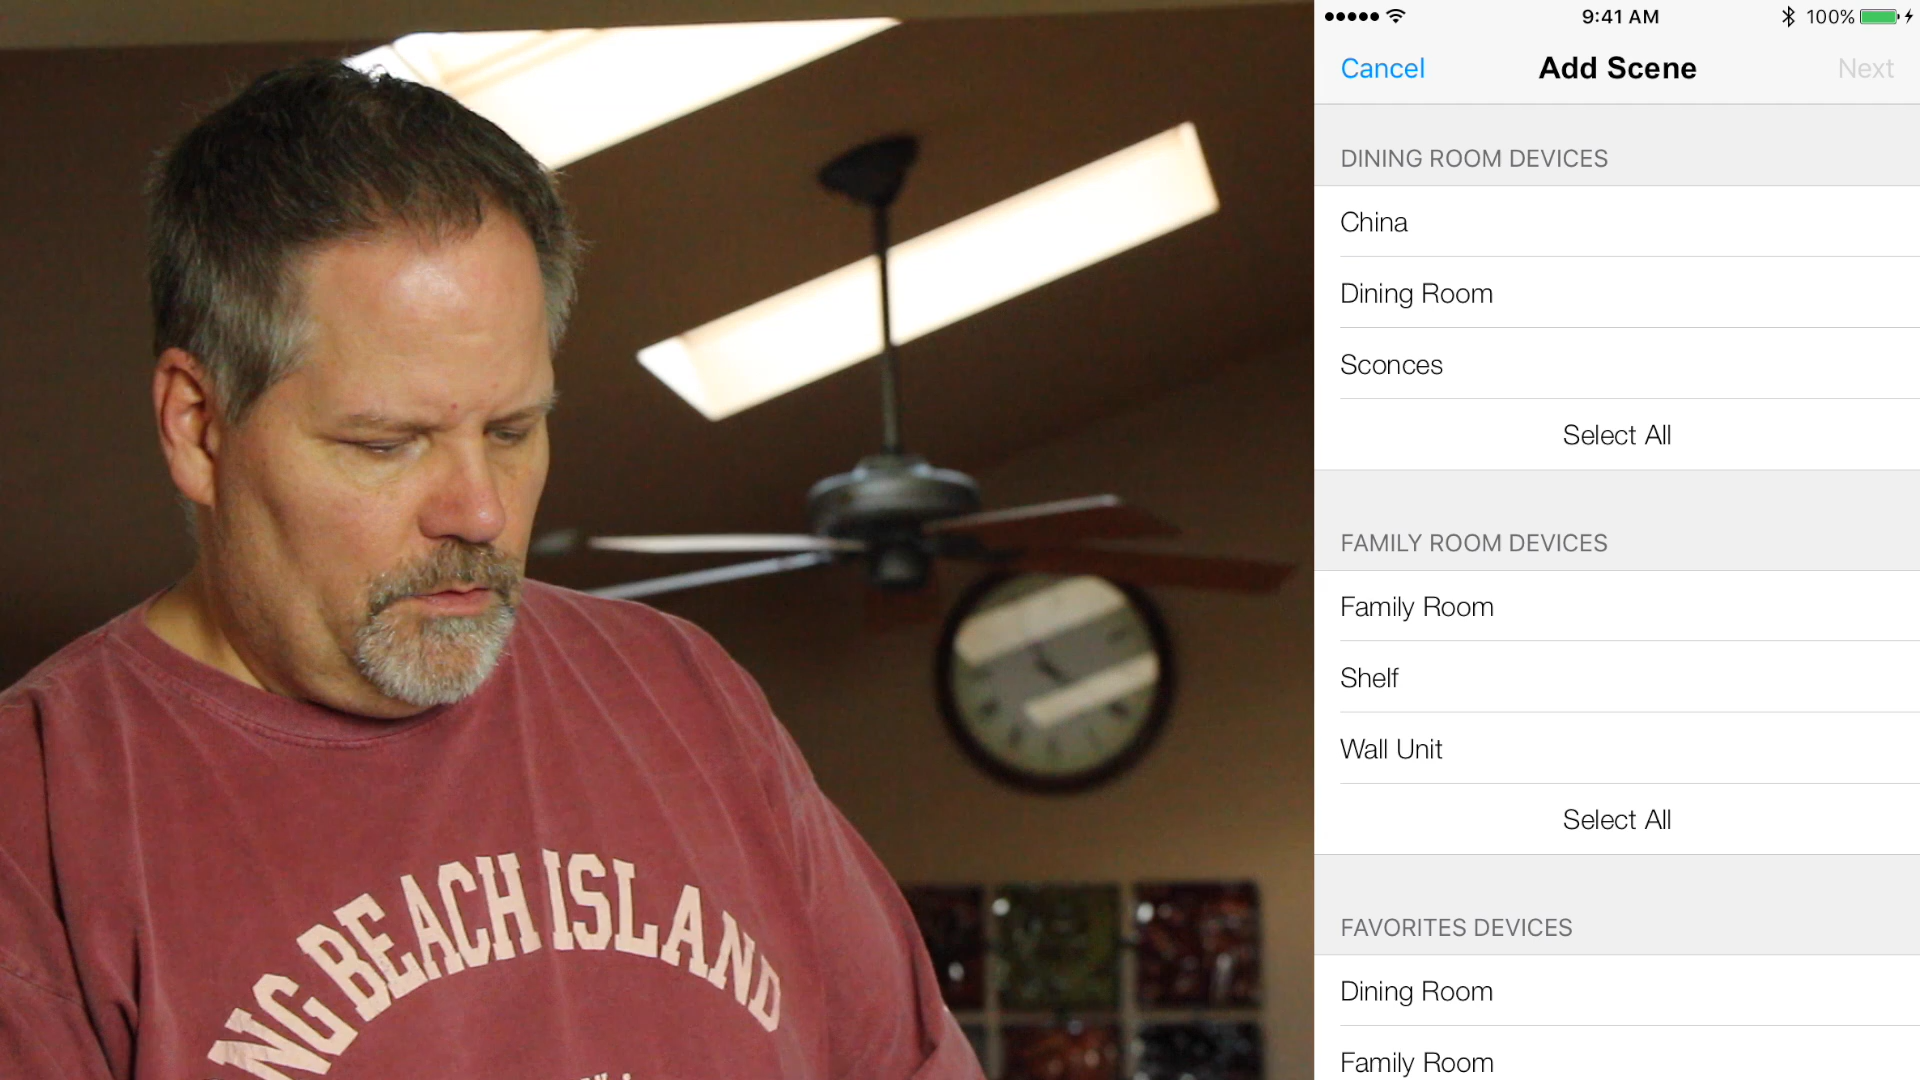 NG BEACH ISLAND
9:41 AM
100%
Cancel
Add Scene
Next
DINING ROOM DEVICES
China
Dining Room
Sconces
Select All
FAMILY ROOM DEVICES
Family Room
Shelf
Wall Unit
Select All
FAVORITES DEVICES
Dining Room
Family Room